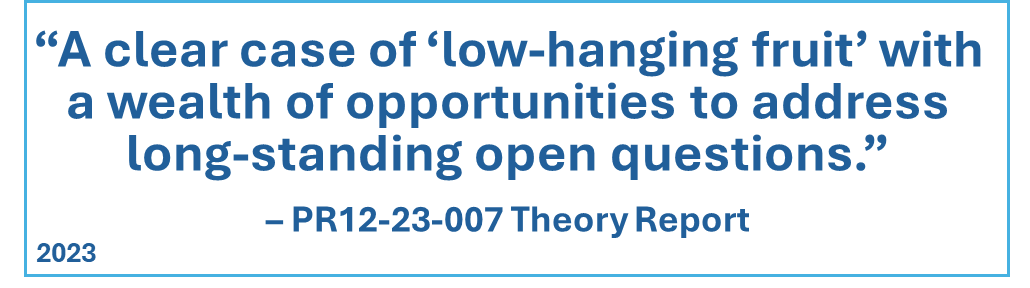 “A clear case of ‘low-hanging fruit’ with
a wealth of opportunities to address
long-standing open questions.”
– PR12-23-007 Theory Report
2023